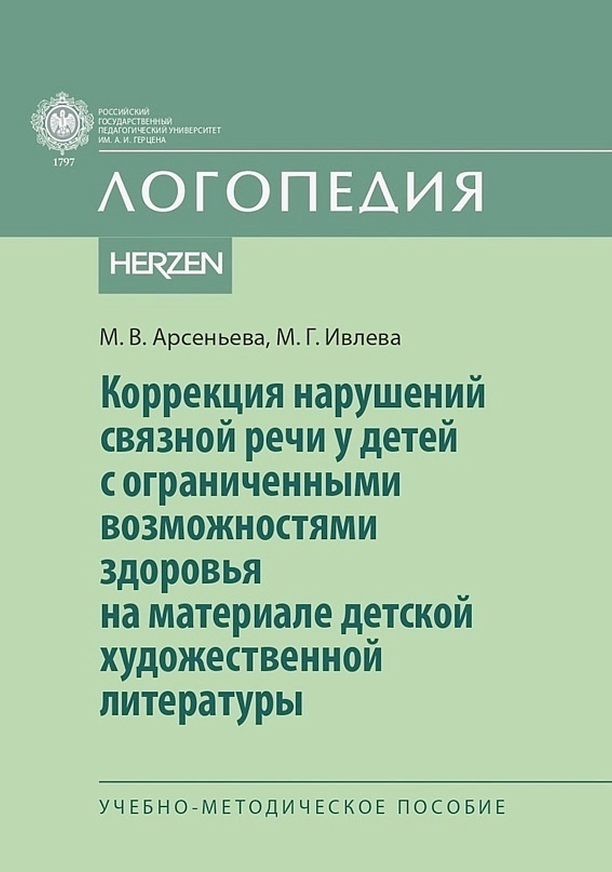 РОССИЙСКИЙ
ГОСУДАРСТВЕННЫЙ
ПЕДАГОГИЧЕСКИЙ УНИВЕРСИТЕТ
ИМ. А. И. ГЕРЦЕНА
1797
ЛОГОПЕДИЯ
HERZEN
М. В. Арсеньева, М. Г. Ивлева
Коррекция нарушений
связной речи у детей
с ограниченными
возможностями
здоровья
на материале детской
художественной
литературы
УЧЕБНО-МЕТОДИЧЕСКОЕ ПОСОБИЕ